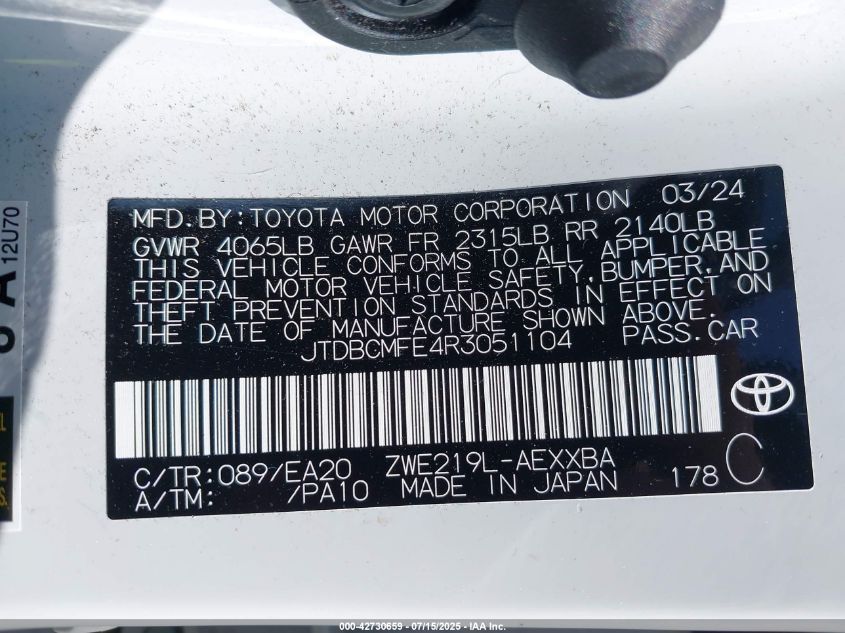 MFD. BY: TOYOTA MOTOR CORPORATION 03/24
GVWR 4065LB GAWR FR 2315LB RR 2140LB
THIS VEHICLE CONFORMS TO ALL APPLICABLE
FEDERAL MOTOR VEHICLE SAFETY, BUMPER, AND
THEFT PREVENTION STANDARDS IN EFFECT ON
THE DATE OF MANUFACTURE SHOWN ABOVE.
JTDBCMFE4R3051104 PASS. CAR
C/TR: 089/EA20 ZWE219L-AEXXBA
A/TM: /PA10 MADE IN JAPAN 178 C
12U70
000-42730659 - 07/15/2025 - IAA Inc.